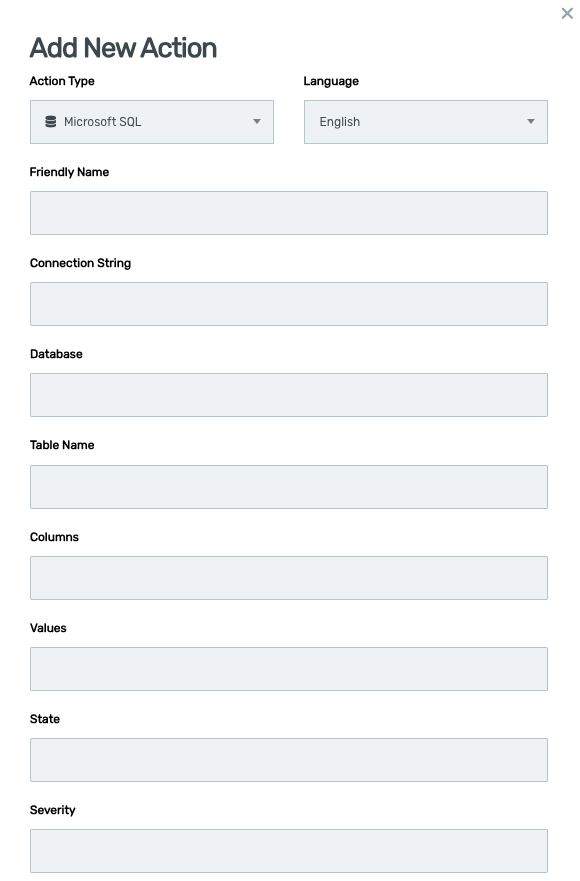 Add New Action
Action Type
Language
Microsoft SQL
English
Friendly Name
Connection String
Database
Table Name
Columns
Values
State
Severity